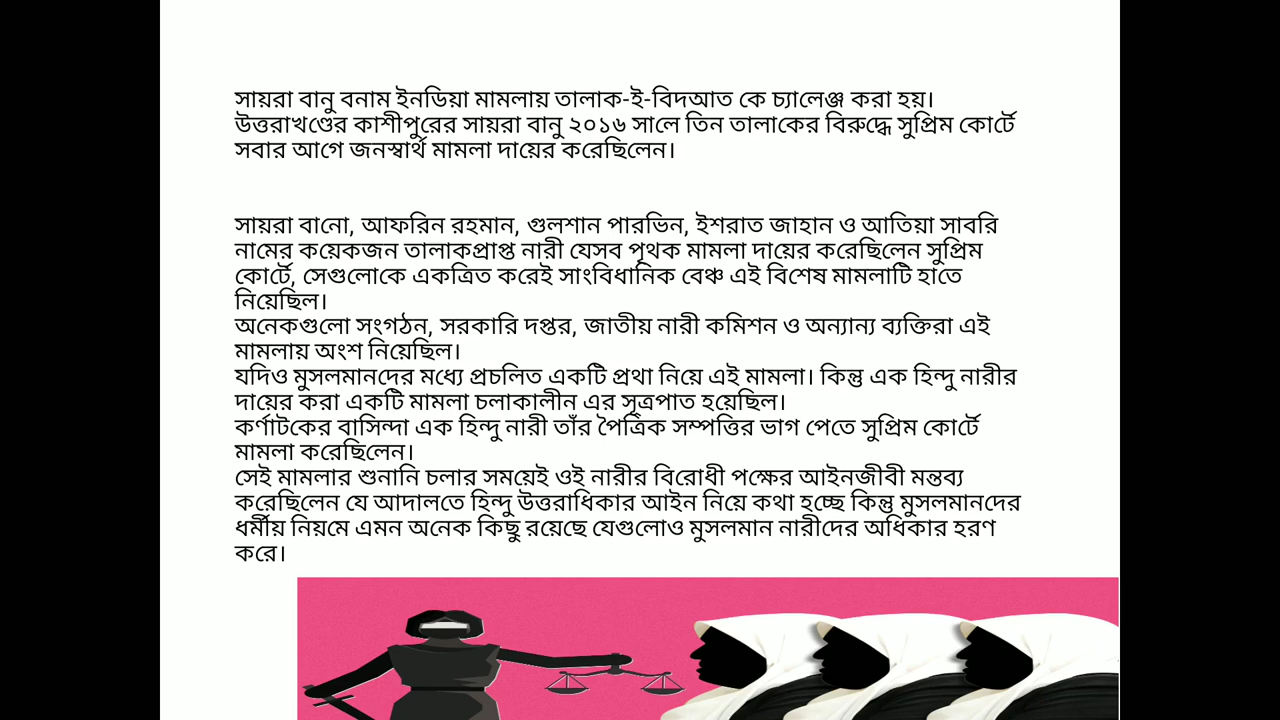 সায়রা বানু বনাম ইনডিয়া মামলায় তালাক-ই-বিদআত কে চ্যালেঞ্জ করা হয়।
উত্তরাখণ্ডের কাশীপুরের সায়রা বানু ২০১৬ সালে তিন তালাকের বিরুদ্ধে সুপ্রিম কোর্টে
সবার আগে জনস্বার্থ মামলা দায়ের করেছিলেন।
সায়রা বানো, আফরিন রহমান, গুলশান পারভিন, ইশরাত জাহান ও আতিয়া সাবরি
নামের কয়েকজন তালাকপ্রাপ্ত নারী যেসব পৃথক মামলা দায়ের করেছিলেন সুপ্রিম
কোর্টে, সেগুলোকে একত্রিত করেই সাংবিধানিক বেঞ্চ এই বিশেষ মামলাটি হাতে
নিয়েছিল।
অনেকগুলো সংগঠন, সরকারি দপ্তর, জাতীয় নারী কমিশন ও অন্যান্য ব্যক্তিরা এই
মামলায় অংশ নিয়েছিল।
যদিও মুসলমানদের মধ্যে প্রচলিত একটি প্রথা নিয়ে এই মামলা। কিন্তু এক হিন্দু নারীর
দায়ের করা একটি মামলা চলাকালীন এর সূত্রপাত হয়েছিল।
কর্ণাটকের বাসিন্দা এক হিন্দু নারী তাঁর পৈত্রিক সম্পত্তির ভাগ পেতে সুপ্রিম কোর্টে
মামলা করেছিলেন।
সেই মামলার শুনানি চলার সময়েই ওই নারীর বিরোধী পক্ষের আইনজীবী মন্তব্য
করেছিলেন যে আদালতে হিন্দু উত্তরাধিকার আইন নিয়ে কথা হচ্ছে কিন্তু মুসলমানদের
ধর্মীয় নিয়মে এমন অনেক কিছু রয়েছে যেগুলোও মুসলমান নারীদের অধিকার হরণ
করে।